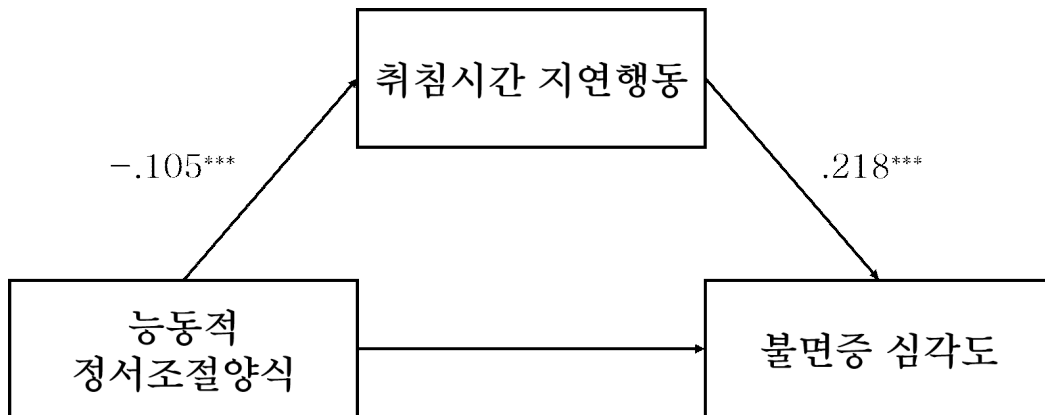 취침시간 지연행동
-.105***
.218***
능동적
정서조절양식
불면증 심각도